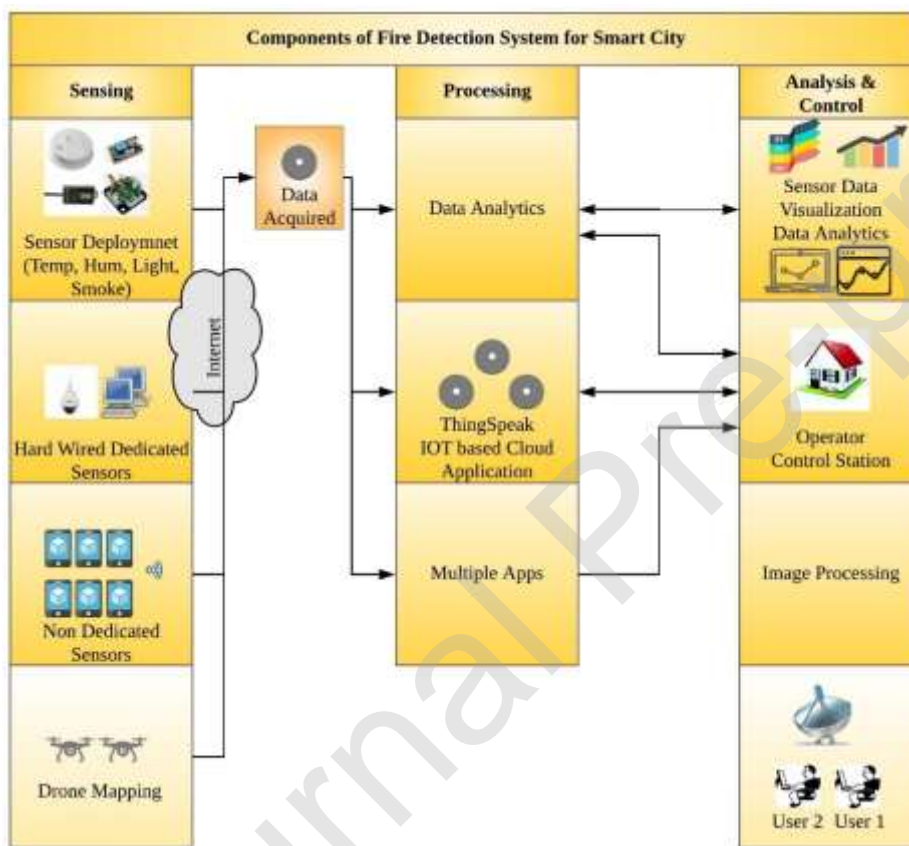 Components of Fire Detection System for Smart City
Sensing
Processing
Analysis &
Control
Sensor Deploymnet
(Temp, Hum, Light,
Smoke)
Data
Acquired
Data Analytics
Sensor Data
Visualization
Data Analytics
Internet
Hard Wired Dedicated
Sensors
ThingSpeak
IOT based Cloud
Application
Operator
Control Station
Non Dedicated
Sensors
Multiple Apps
Image Processing
Drone Mapping
User 2 User 1
urnal Pre-p